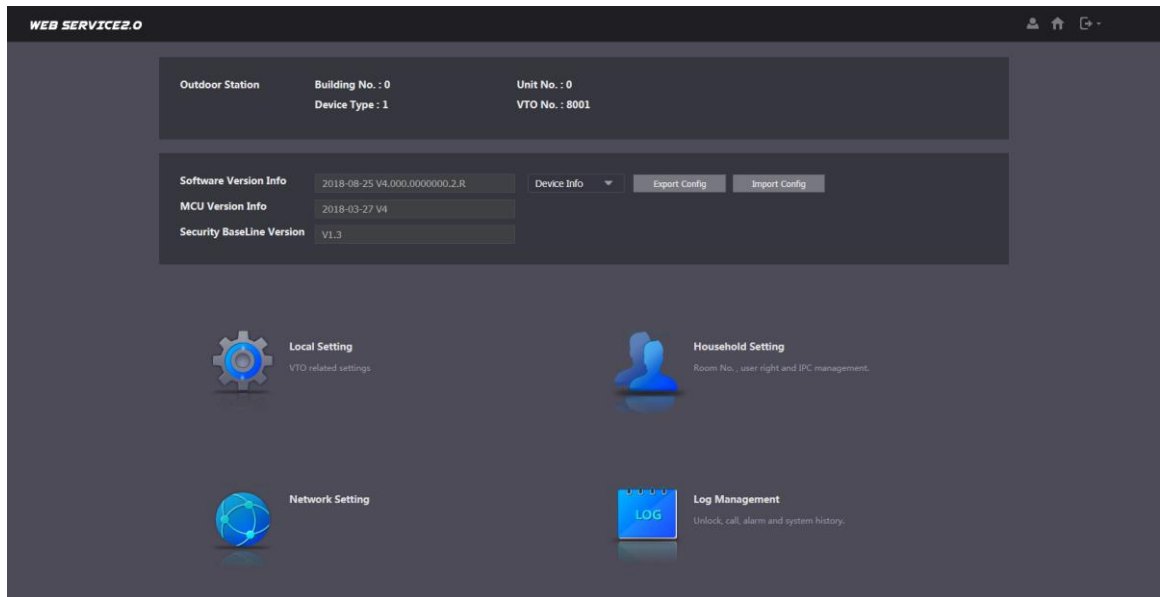 WEB SERVICE2.0
Outdoor Station Building No. : 0 Unit No. : 0
Device Type : 1 VTO No. : 8001
Software Version Info 2018-08-25 V4.000.0000000.2.R Device Info Export Config Import Config
MCU Version Info 2018-03-27 V4
Security BaseLine Version V1.3
Local Setting
VTO related settings
Household Setting
Room No. , user right and IPC management.
Network Setting
LOG
Log Management
Unlock, call, alarm and system history.